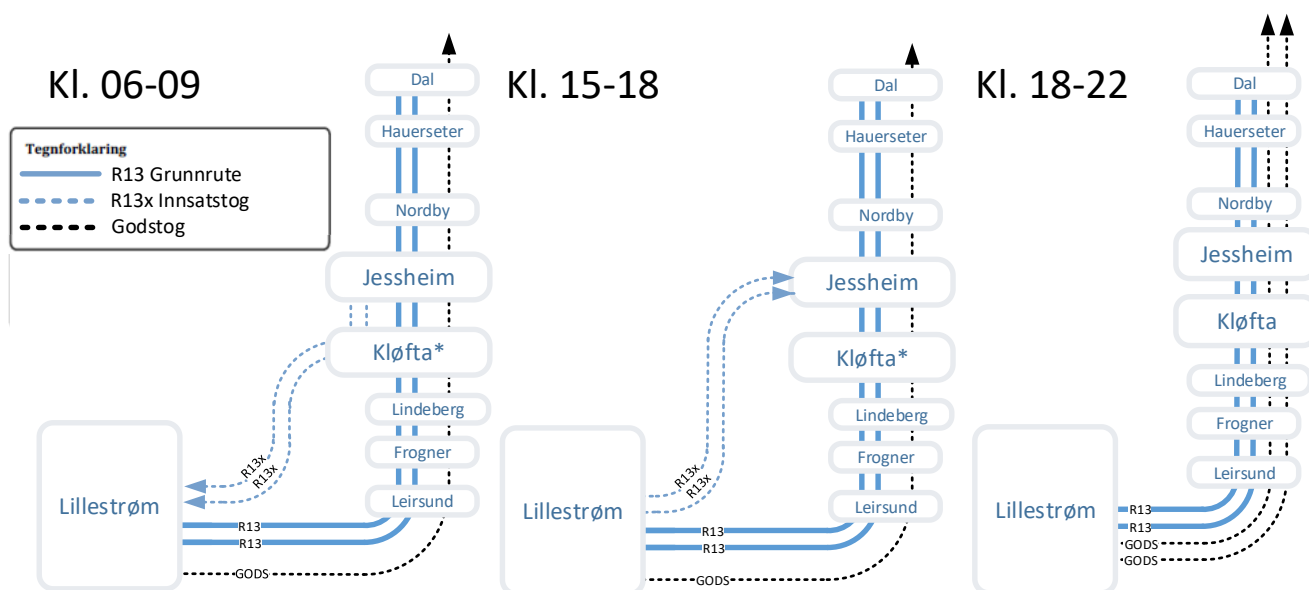 Kl. 06-09
Tegnforklaring
R13 Grunnrute
R13x Innsatstog
Godstog
Dal
Hauerseter
Nordby
Jessheim
Kløfta*
Lindeberg
Frogner
Leirsund
Lillestrøm
R13x
R13x
R13
R13
GODS
Kl. 15-18
Dal
Hauerseter
Nordby
Jessheim
Kløfta*
Lindeberg
Frogner
Leirsund
Lillestrøm
R13x
R13x
R13
R13
GODS
Kl. 18-22
Dal
Hauerseter
Nordby
Jessheim
Kløfta
Lindeberg
Frogner
Leirsund
Lillestrøm
R13
R13
GODS
GODS